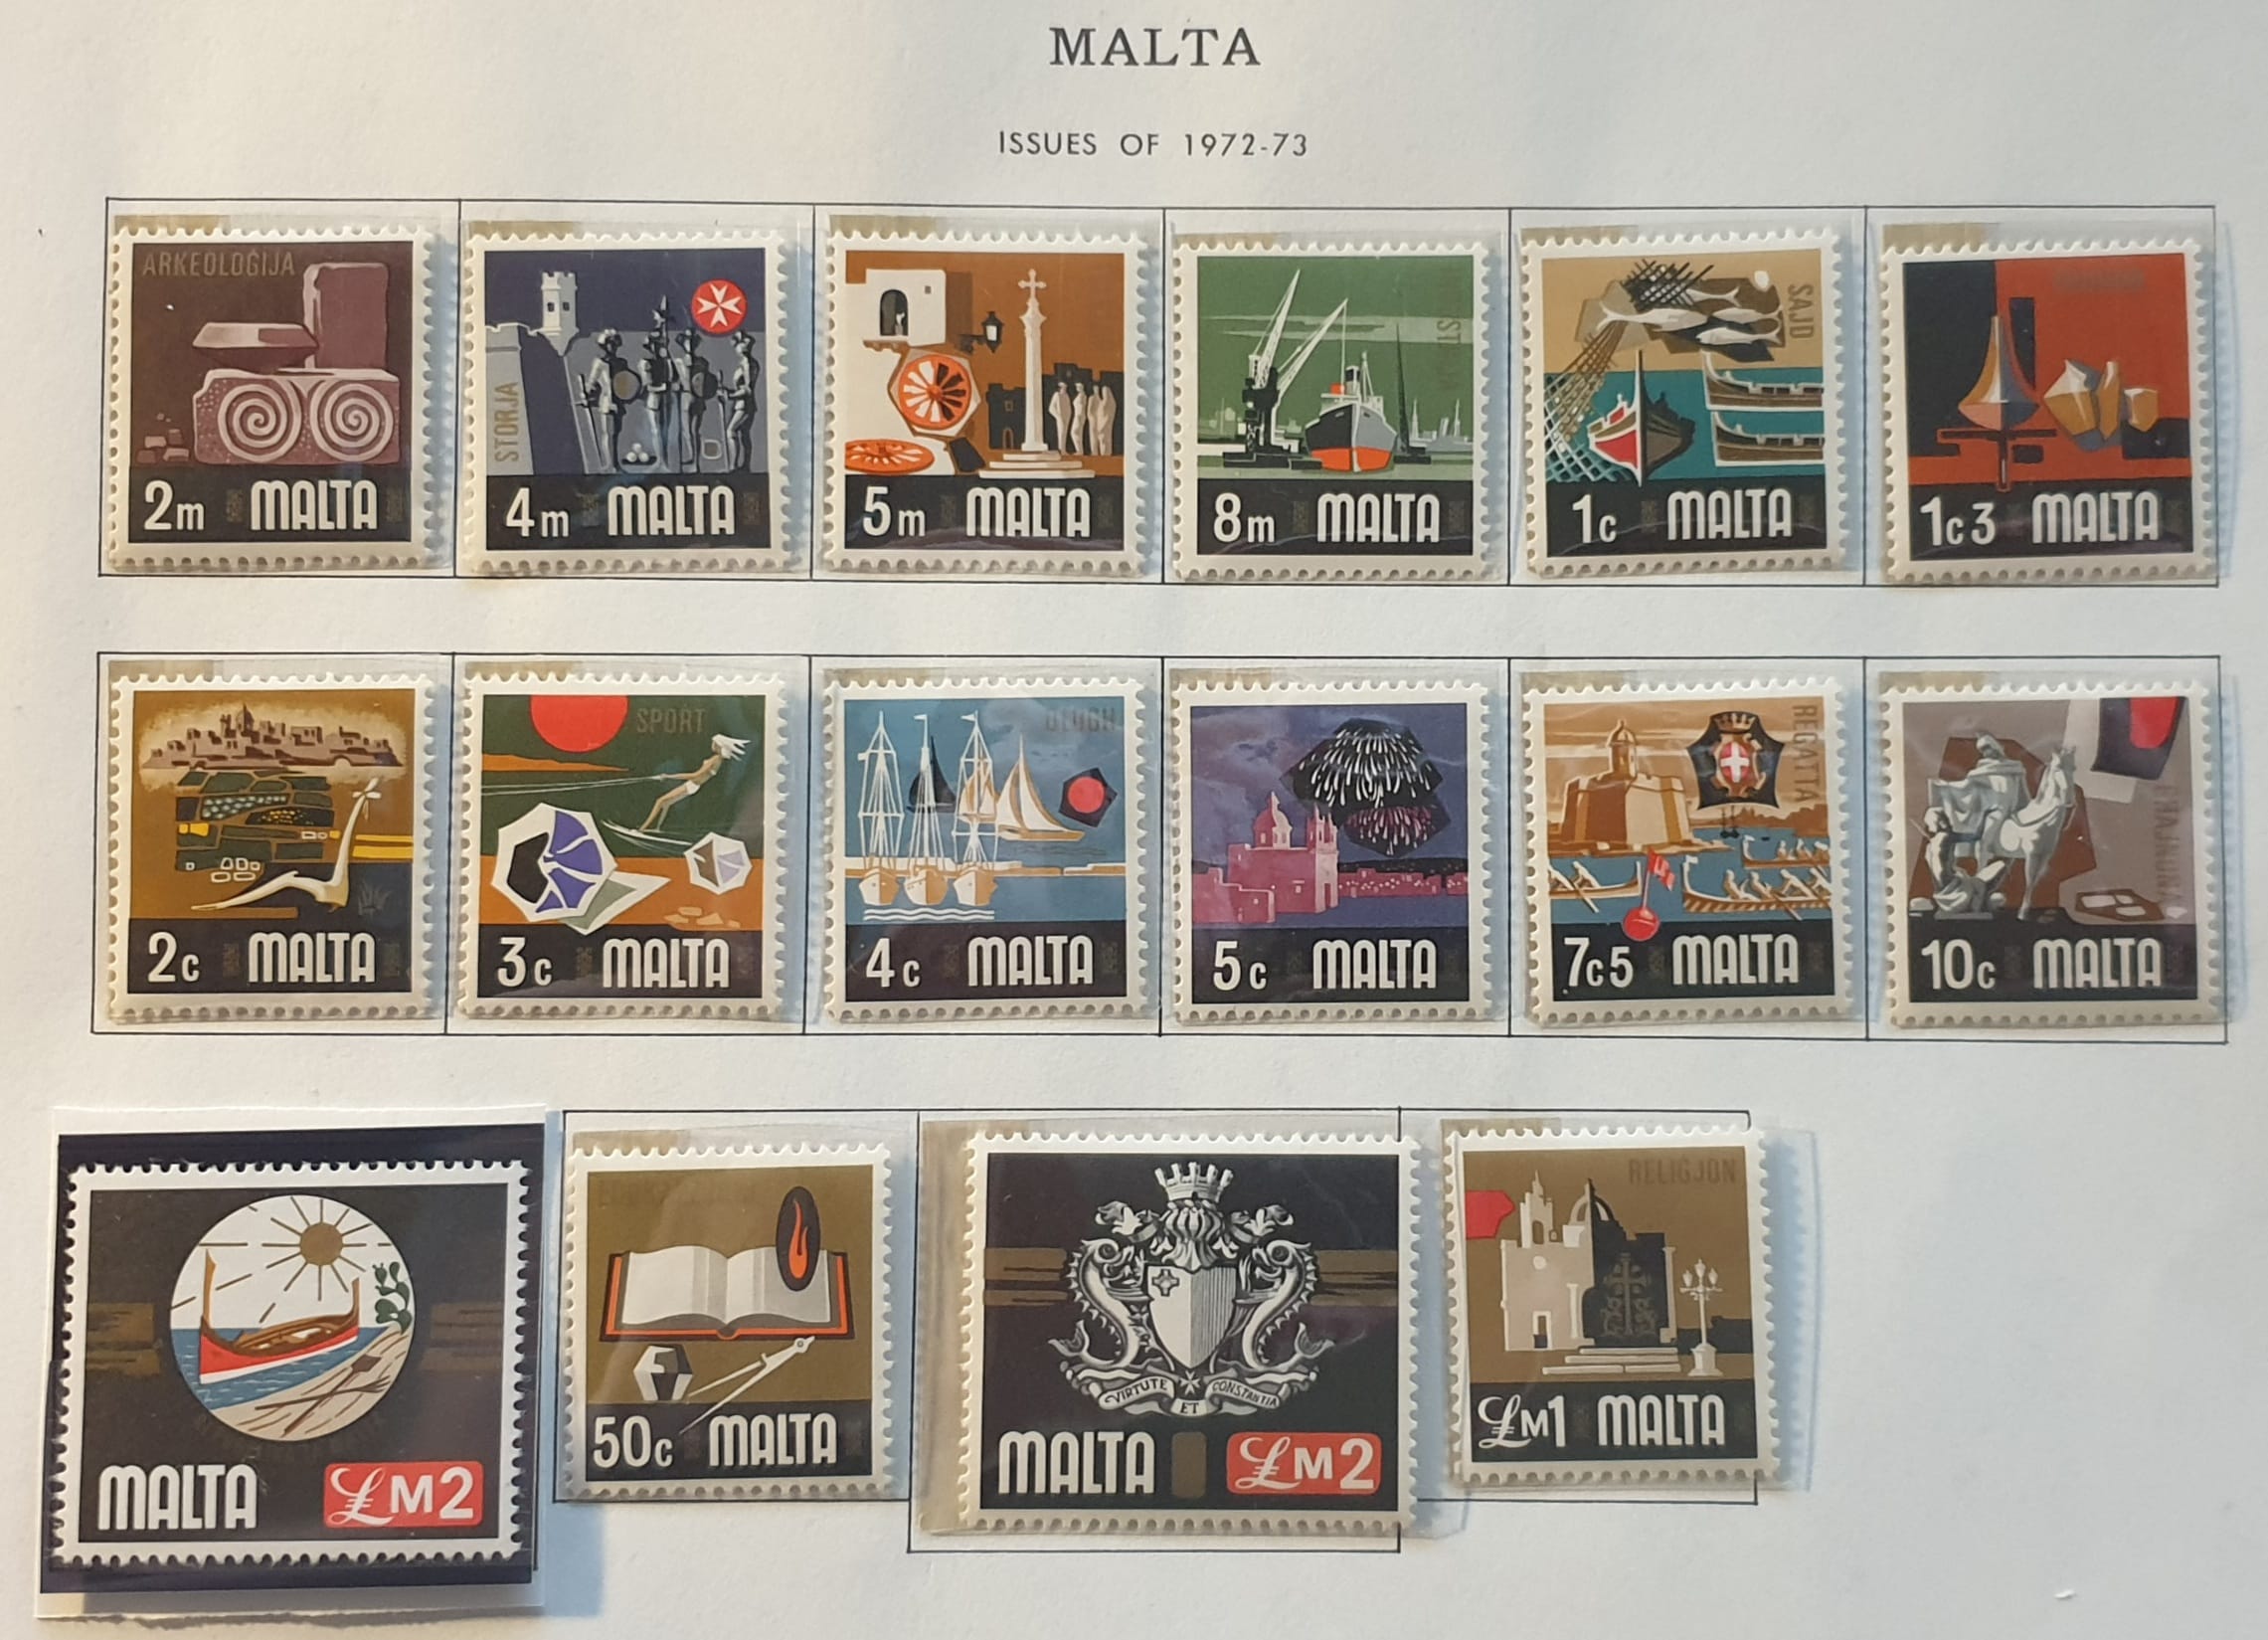 MALTA
ISSUES OF 1972-73
ARKEOLOĠIJA
2m MALTA
STORJA
4m MALTA
5m MALTA
8m MALTA
SAJD
1c MALTA
1c3 MALTA
2c MALTA
SPORT
3c MALTA
4c MALTA
5c MALTA
REGATTA
7c5 MALTA
10c MALTA
MALTA £M2
50c MALTA
VIRTUTE ET CONSTANTIA
MALTA £M2
RELIGJON
£M1 MALTA